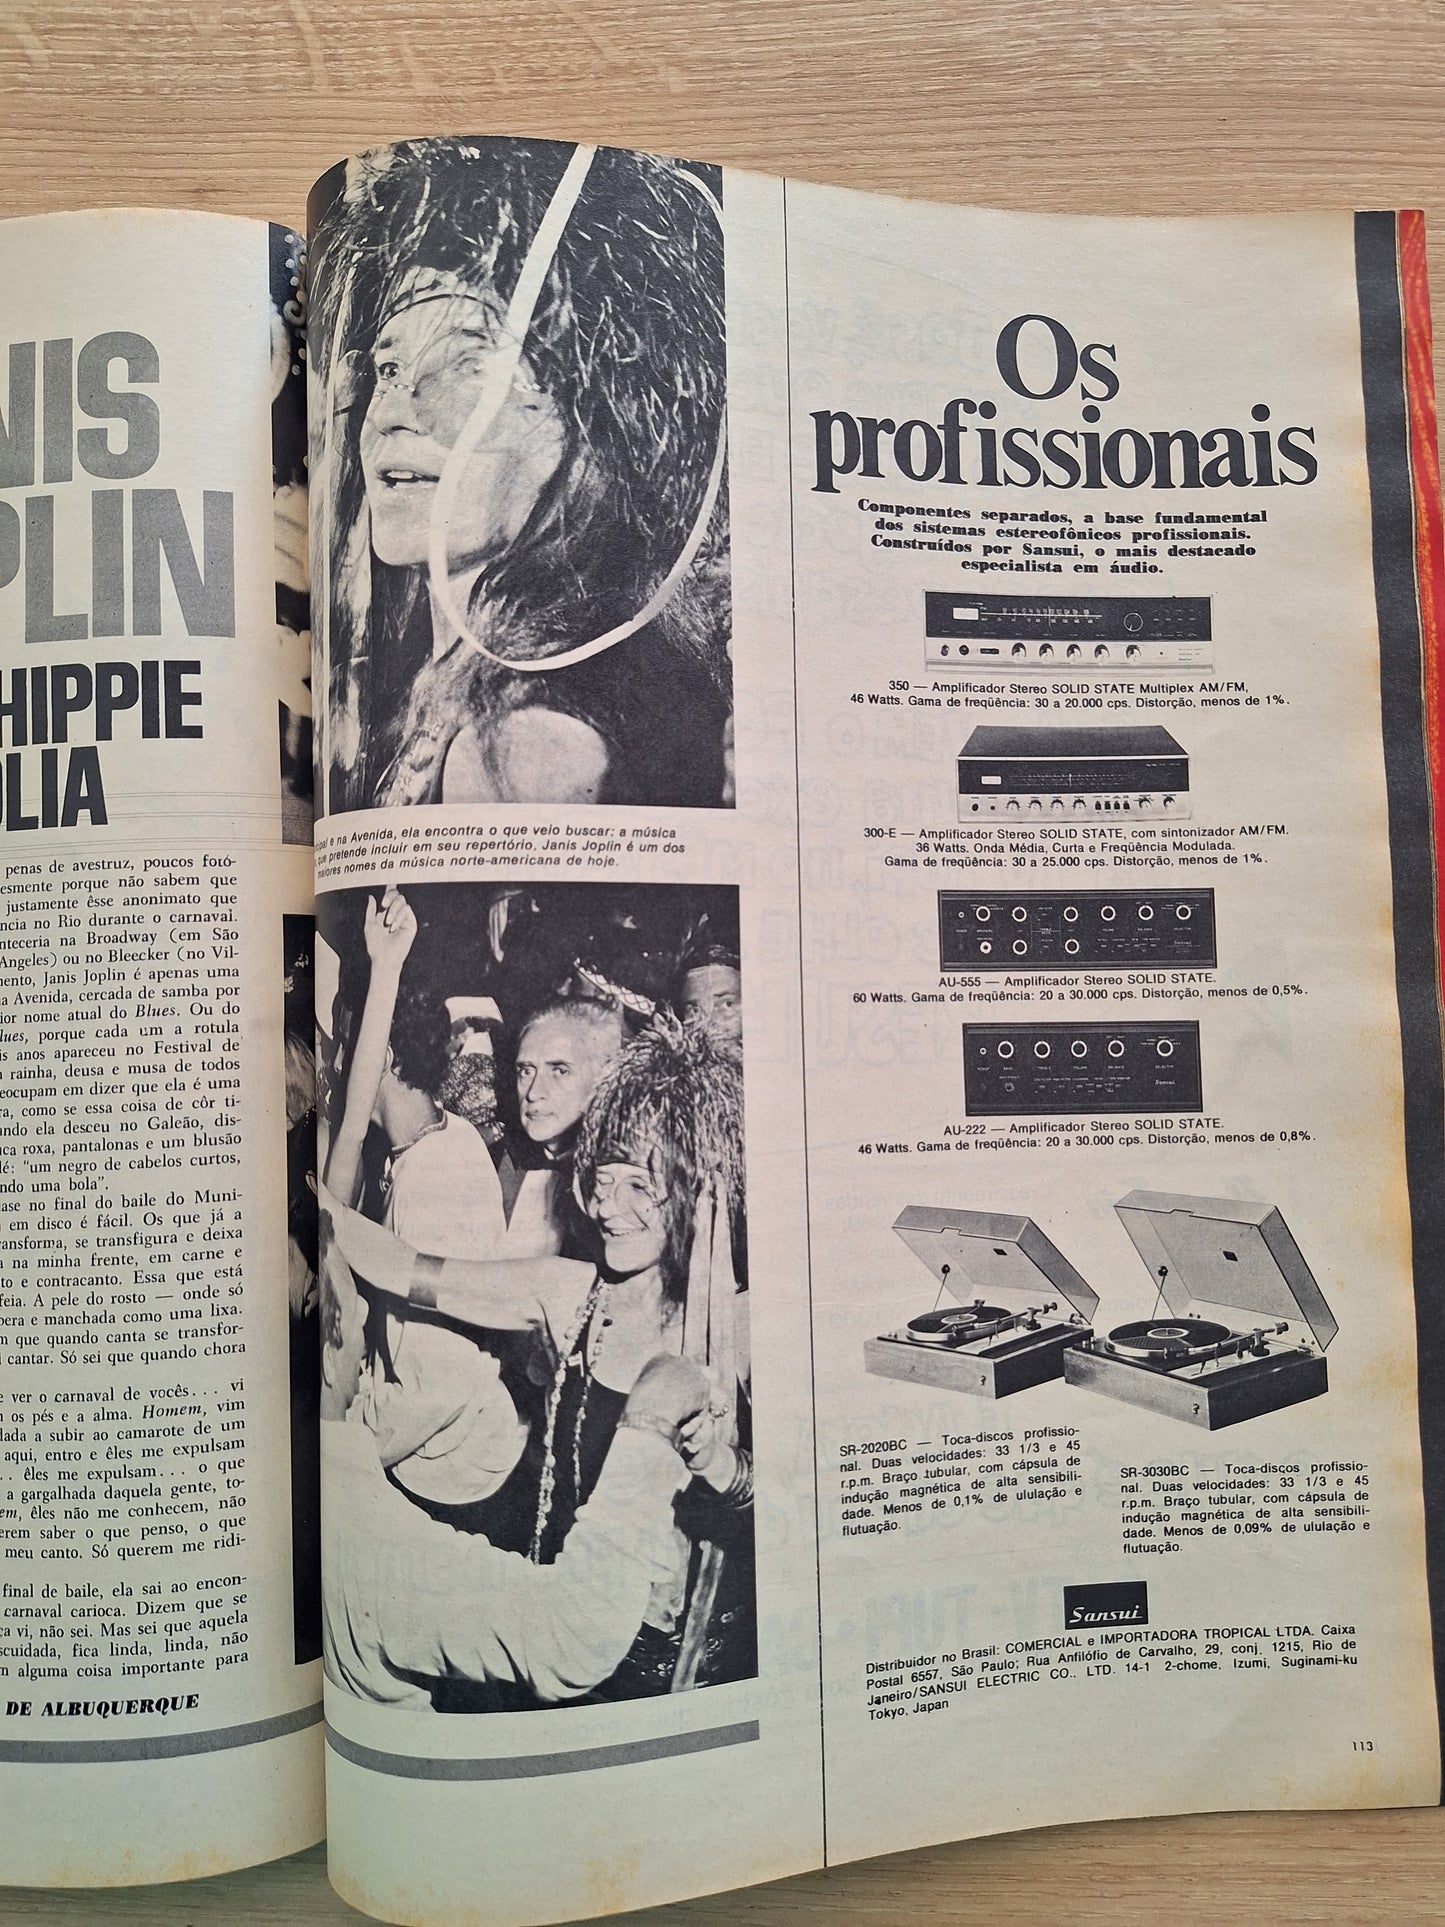 NIS
PLIN
HIPPIE
OLIA
penas de avestruz, poucos fotó-
esmente porque não sabem que
justamente êsse anonimato que
ncia no Rio durante o carnaval.
nteceria na Broadway (em São
Angeles) ou no Bleecker (no Vil-
mento, Janis Joplin é apenas uma
a Avenida, cercada de samba por
ior nome atual do Blues. Ou do
lues, porque cada um a rotula
is anos apareceu no Festival de
rainha, deusa e musa de todos
eocupam em dizer que ela é uma
ra, como se essa coisa de côr ti-
ando ela desceu no Galeão, dis-
ca roxa, pantalonas e um blusão
lé: "um negro de cabelos curtos,
ndo uma bola".
ase no final do baile do Muni-
em disco é fácil. Os que já a
ransforma, se transfigura e deixa
a na minha frente, em carne e
to e contracanto. Essa que está
feia. A pele do rosto — onde só
pera e manchada como uma lixa.
m que quando canta se transfor-
i cantar. Só sei que quando chora
e ver o carnaval de vocês... vi
n os pés e a alma. Homem, vim
dada a subir ao camarote de um
aqui, entro e êles me expulsam
.. êles me expulsam... o que
a gargalhada daquela gente, to-
em, êles não me conhecem, não
erem saber o que penso, o que
meu canto. Só querem me ridi-
final de baile, ela sai ao encon-
carnaval carioca. Dizem que se
ca vi, não sei. Mas sei que aquela
scuidada, fica linda, linda, não
m alguma coisa importante para
DE ALBUQUERQUE
cipal e na Avenida, ela encontra o que veio buscar: a música
que pretende incluir em seu repertório. Janis Joplin é um dos
maiores nomes da música norte-americana de hoje.
Os
profissionais
Componentes separados, a base fundamental
dos sistemas estereofônicos profissionais.
Construídos por Sansui, o mais destacado
especialista em áudio.
350 — Amplificador Stereo SOLID STATE Multiplex AM/FM,
46 Watts. Gama de freqüência: 30 a 20.000 cps. Distorção, menos de 1%.
300-E — Amplificador Stereo SOLID STATE, com sintonizador AM/FM.
36 Watts. Onda Média, Curta e Freqüência Modulada.
Gama de freqüência: 30 a 25.000 cps. Distorção, menos de 1%.
AU-555 — Amplificador Stereo SOLID STATE.
60 Watts. Gama de freqüência: 20 a 30.000 cps. Distorção, menos de 0,5%.
Sansui
AU-222 — Amplificador Stereo SOLID STATE.
46 Watts. Gama de freqüência: 20 a 30.000 cps. Distorção, menos de 0,8%.
SR-2020BC — Toca-discos profissio-
nal. Duas velocidades: 33 1/3 e 45
r.p.m. Braço tubular, com cápsula de
indução magnética de alta sensibili-
dade. Menos de 0,1% de ululação e
flutuação.
SR-3030BC — Toca-discos profissio-
nal. Duas velocidades: 33 1/3 e 45
r.p.m. Braço tubular, com cápsula de
indução magnética de alta sensibili-
dade. Menos de 0,09% de ululação e
flutuação.
Sansui
Distribuidor no Brasil: COMERCIAL e IMPORTADORA TROPICAL LTDA. Caixa
Postal 6557, São Paulo; Rua Anfilófio de Carvalho, 29, conj. 1215, Rio de
Janeiro/SANSUI ELECTRIC CO., LTD. 14-1 2-chome, Izumi, Suginami-ku
Tokyo, Japan
113